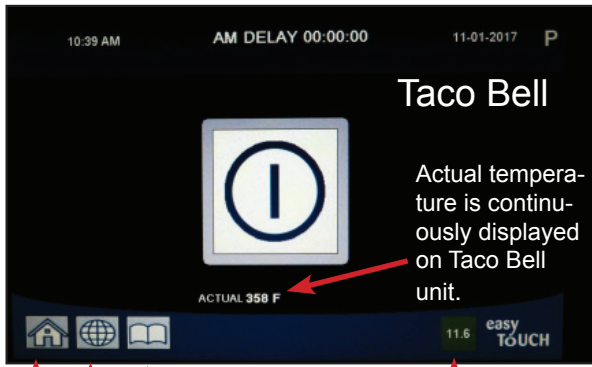 10:39 AM
AM DELAY 00:00:00
11-01-2017
P
Taco Bell
Actual tempera-
ture is continu-
ously displayed
on Taco Bell
unit.
ACTUAL 358 F
11.6
easy
TOUCH